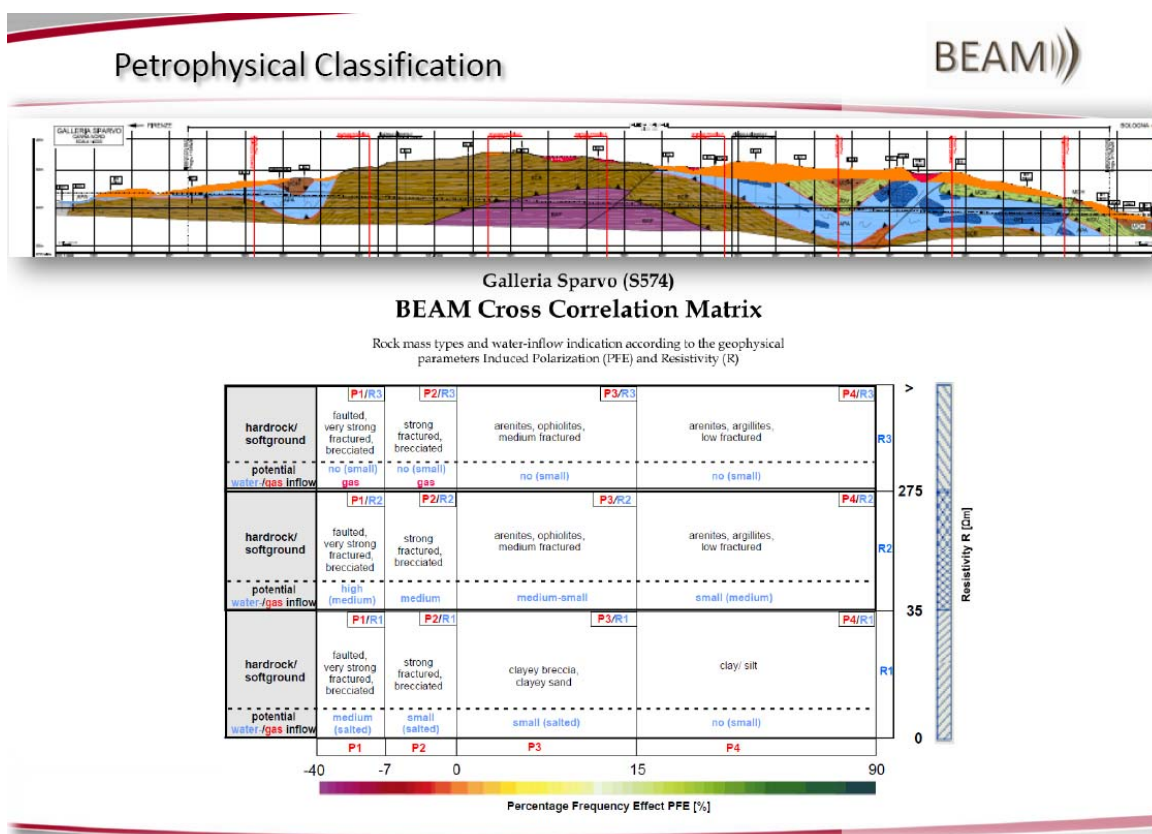 Petrophysical Classification
BEAM
GALLERIJA SPARVO
FIRENZE
BOLOGNA
Galleria Sparvo (S574)
BEAM Cross Correlation Matrix
Rock mass types and water-inflow indication according to the geophysical
parameters Induced Polarization (PFE) and Resistivity (R)
P1/R3 P2/R3 P3/R3 P4/R3
hardrock/
softground
faulted,
very strong
fractured,
brecciated
strong
fractured,
brecciated
arenites, ophiolites,
medium fractured
arenites, argillites,
low fractured
potential
water-/gas inflow
no (small)
gas
no (small)
gas
no (small)
no (small)
R3
>
275
P1/R2 P2/R2 P3/R2 P4/R2
hardrock/
softground
faulted,
very strong
fractured,
brecciated
strong
fractured,
brecciated
arenites, ophiolites,
medium fractured
arenites, argillites,
low fractured
potential
water-/gas inflow
high
(medium)
medium
medium-small
small (medium)
R2
35
Resistivity R [Ωm]
P1/R1 P2/R1 P3/R1 P4/R1
hardrock/
softground
faulted,
very strong
fractured,
brecciated
strong
fractured,
brecciated
clayey breccia,
clayey sand
clay/ silt
potential
water-/gas inflow
medium
(salted)
small
(salted)
small (salted)
no (small)
R1
0
P1 P2 P3 P4
-40 -7 0 15 90
Percentage Frequency Effect PFE [%]